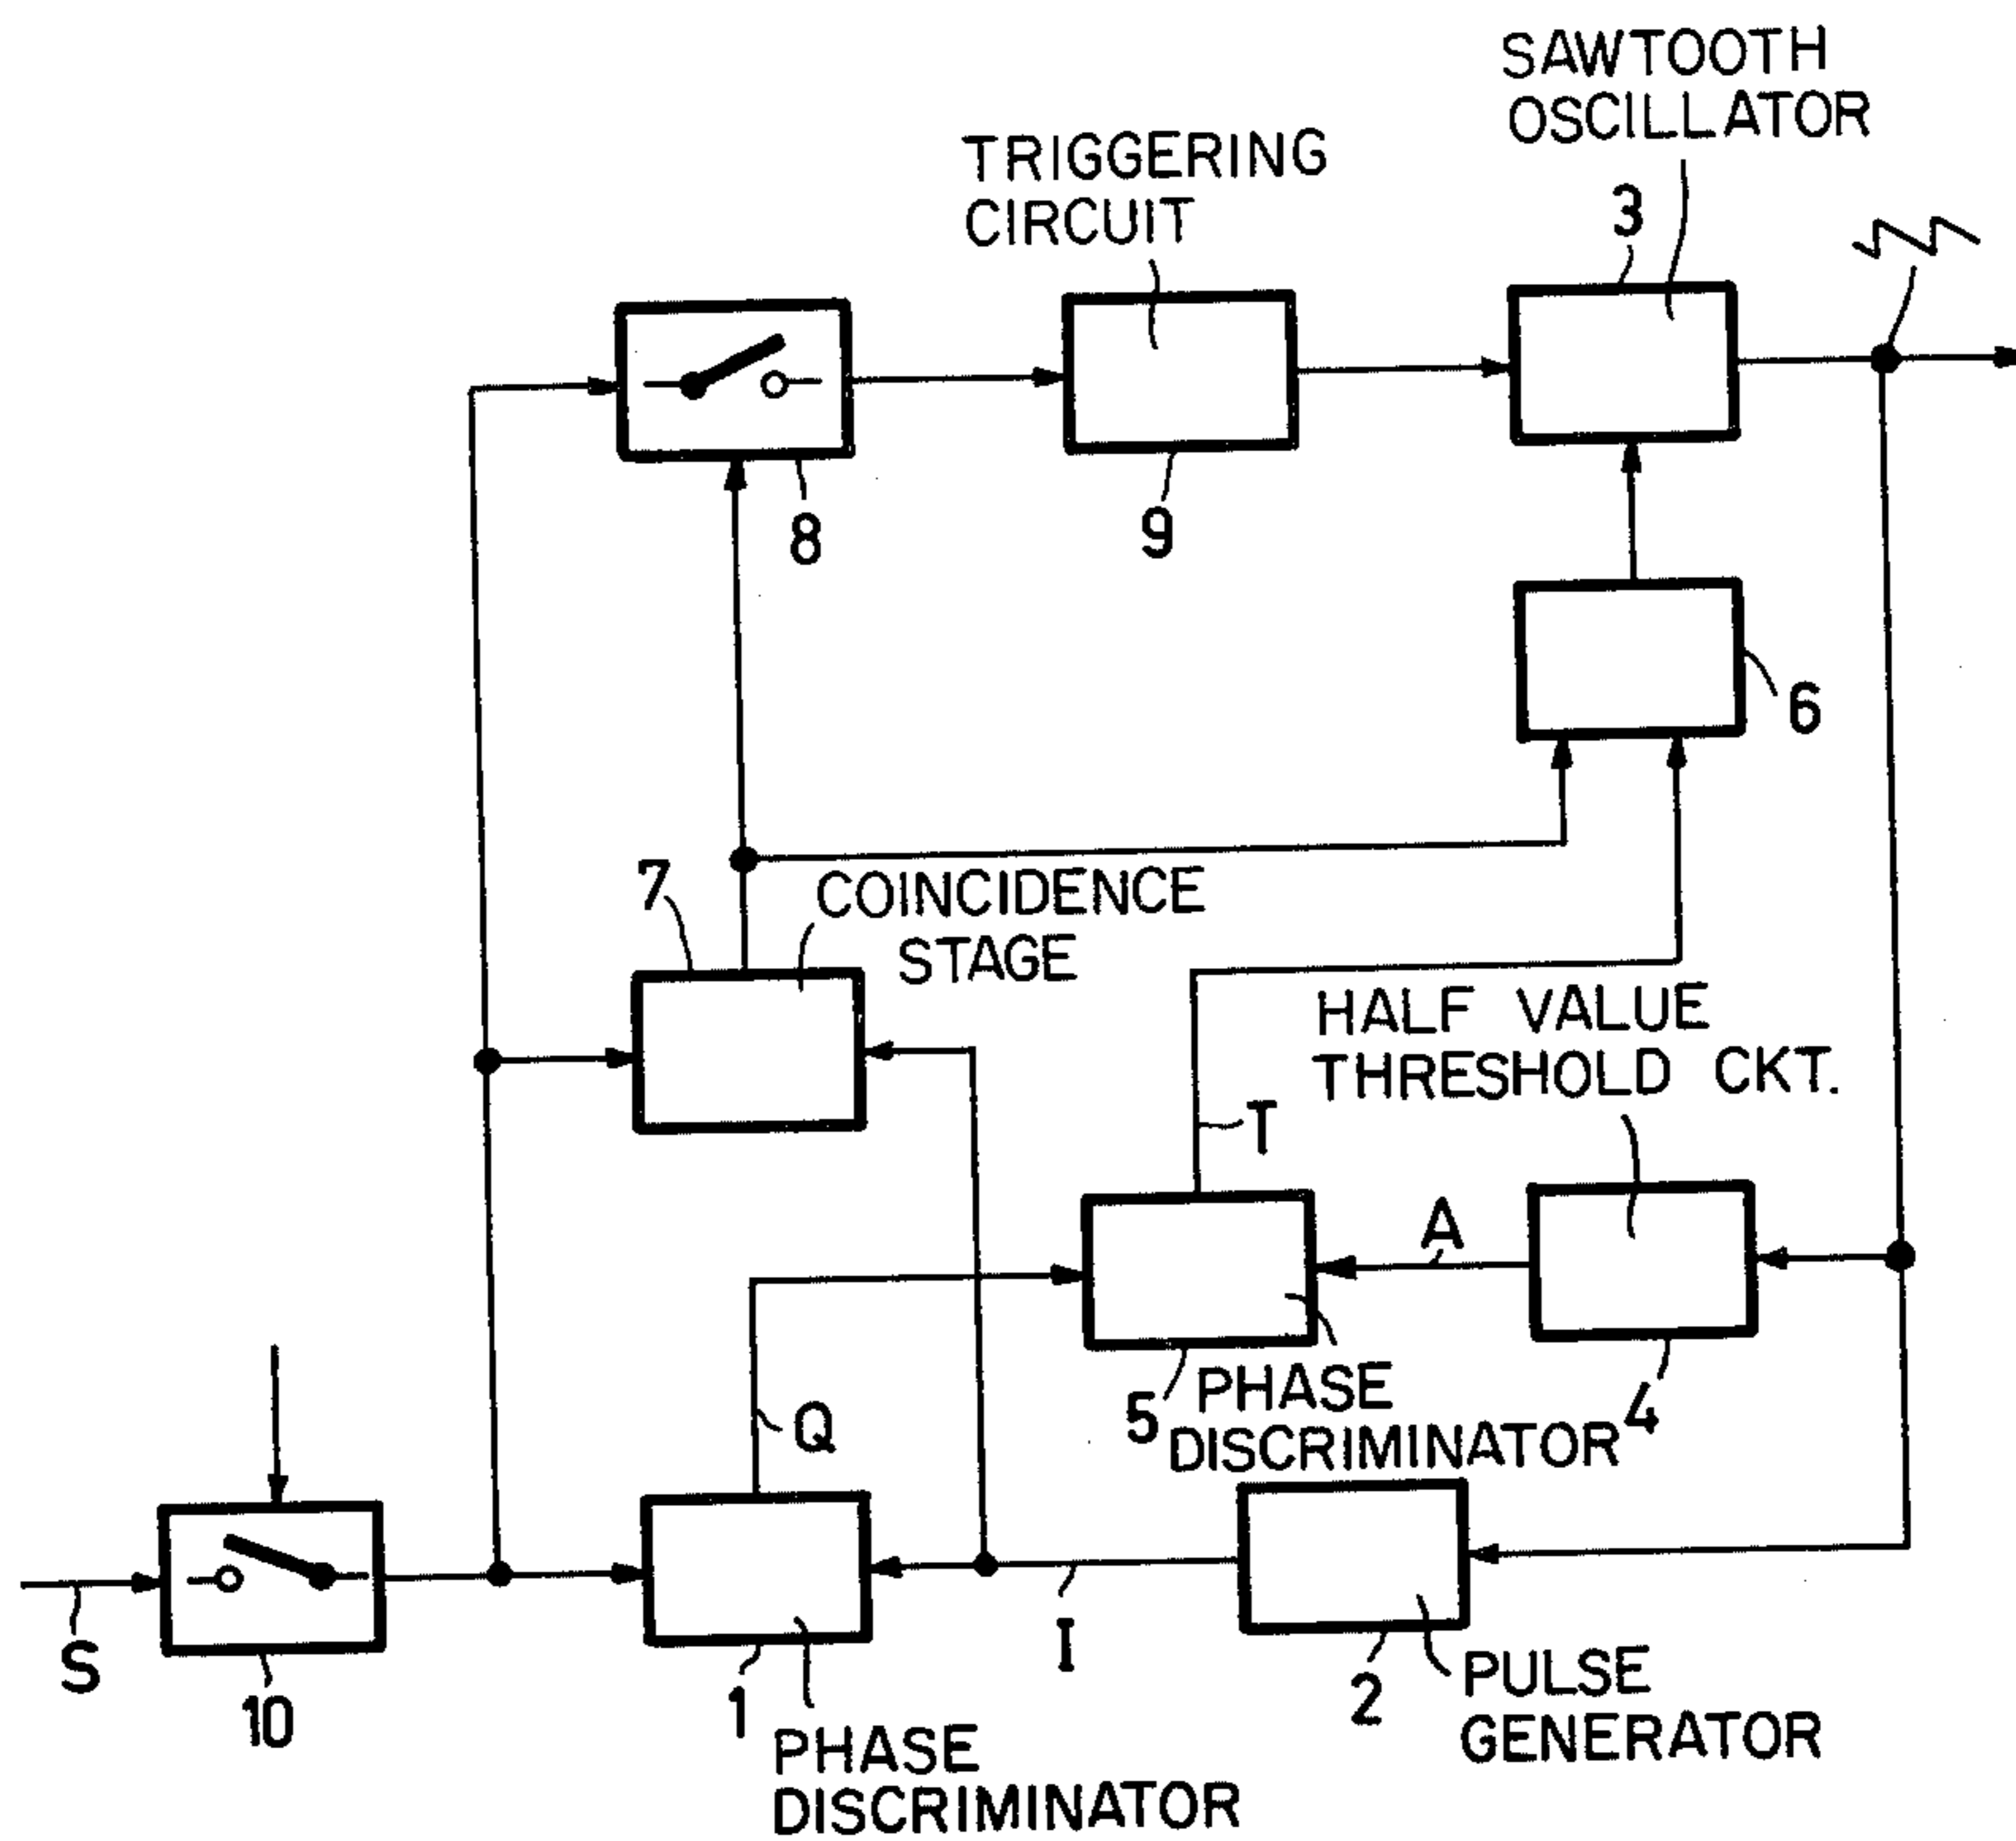 SAWTOOTH
OSCILLATOR
TRIGGERING
CIRCUIT
3
8
9
6
7
COINCIDENCE
STAGE
HALF VALUE
THRESHOLD CKT.
T
A
Q
5
PHASE
DISCRIMINATOR
4
S
10
1
I
2
PULSE
GENERATOR
PHASE
DISCRIMINATOR